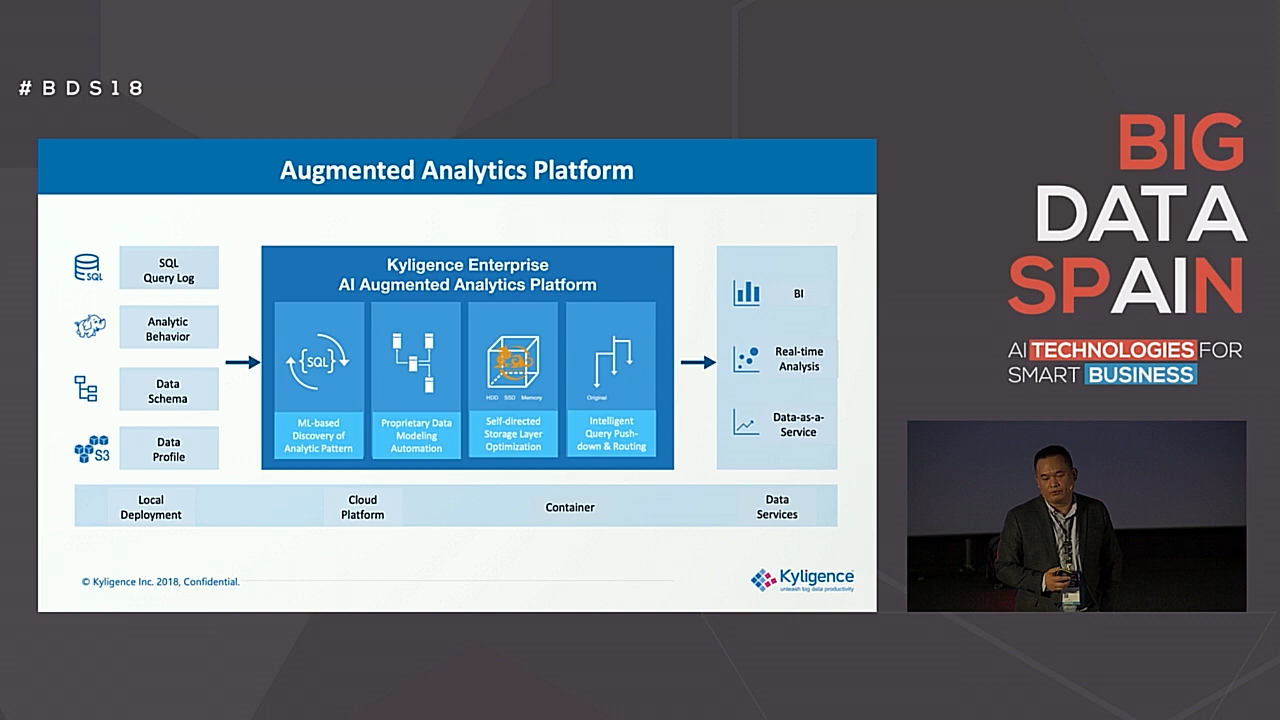 #BDS18
BIG
DATA
SPAIN
AI TECHNOLOGIES FOR
SMART BUSINESS
Augmented Analytics Platform
SQL
SQL
Query Log
Analytic
Behavior
Data
Schema
S3
Data
Profile
Kyligence Enterprise
AI Augmented Analytics Platform
{SQL}
ML-based
Discovery of
Analytic Pattern
Proprietary Data
Modeling
Automation
HDD SSD Memory
Self-directed
Storage Layer
Optimization
Original
Intelligent
Query Push-
down & Routing
BI
Real-time
Analysis
Data-as-a-
Service
Local
Deployment
Cloud
Platform
Container
Data
Services
© Kyligence Inc. 2018, Confidential.
Kyligence
unleash big data productivity